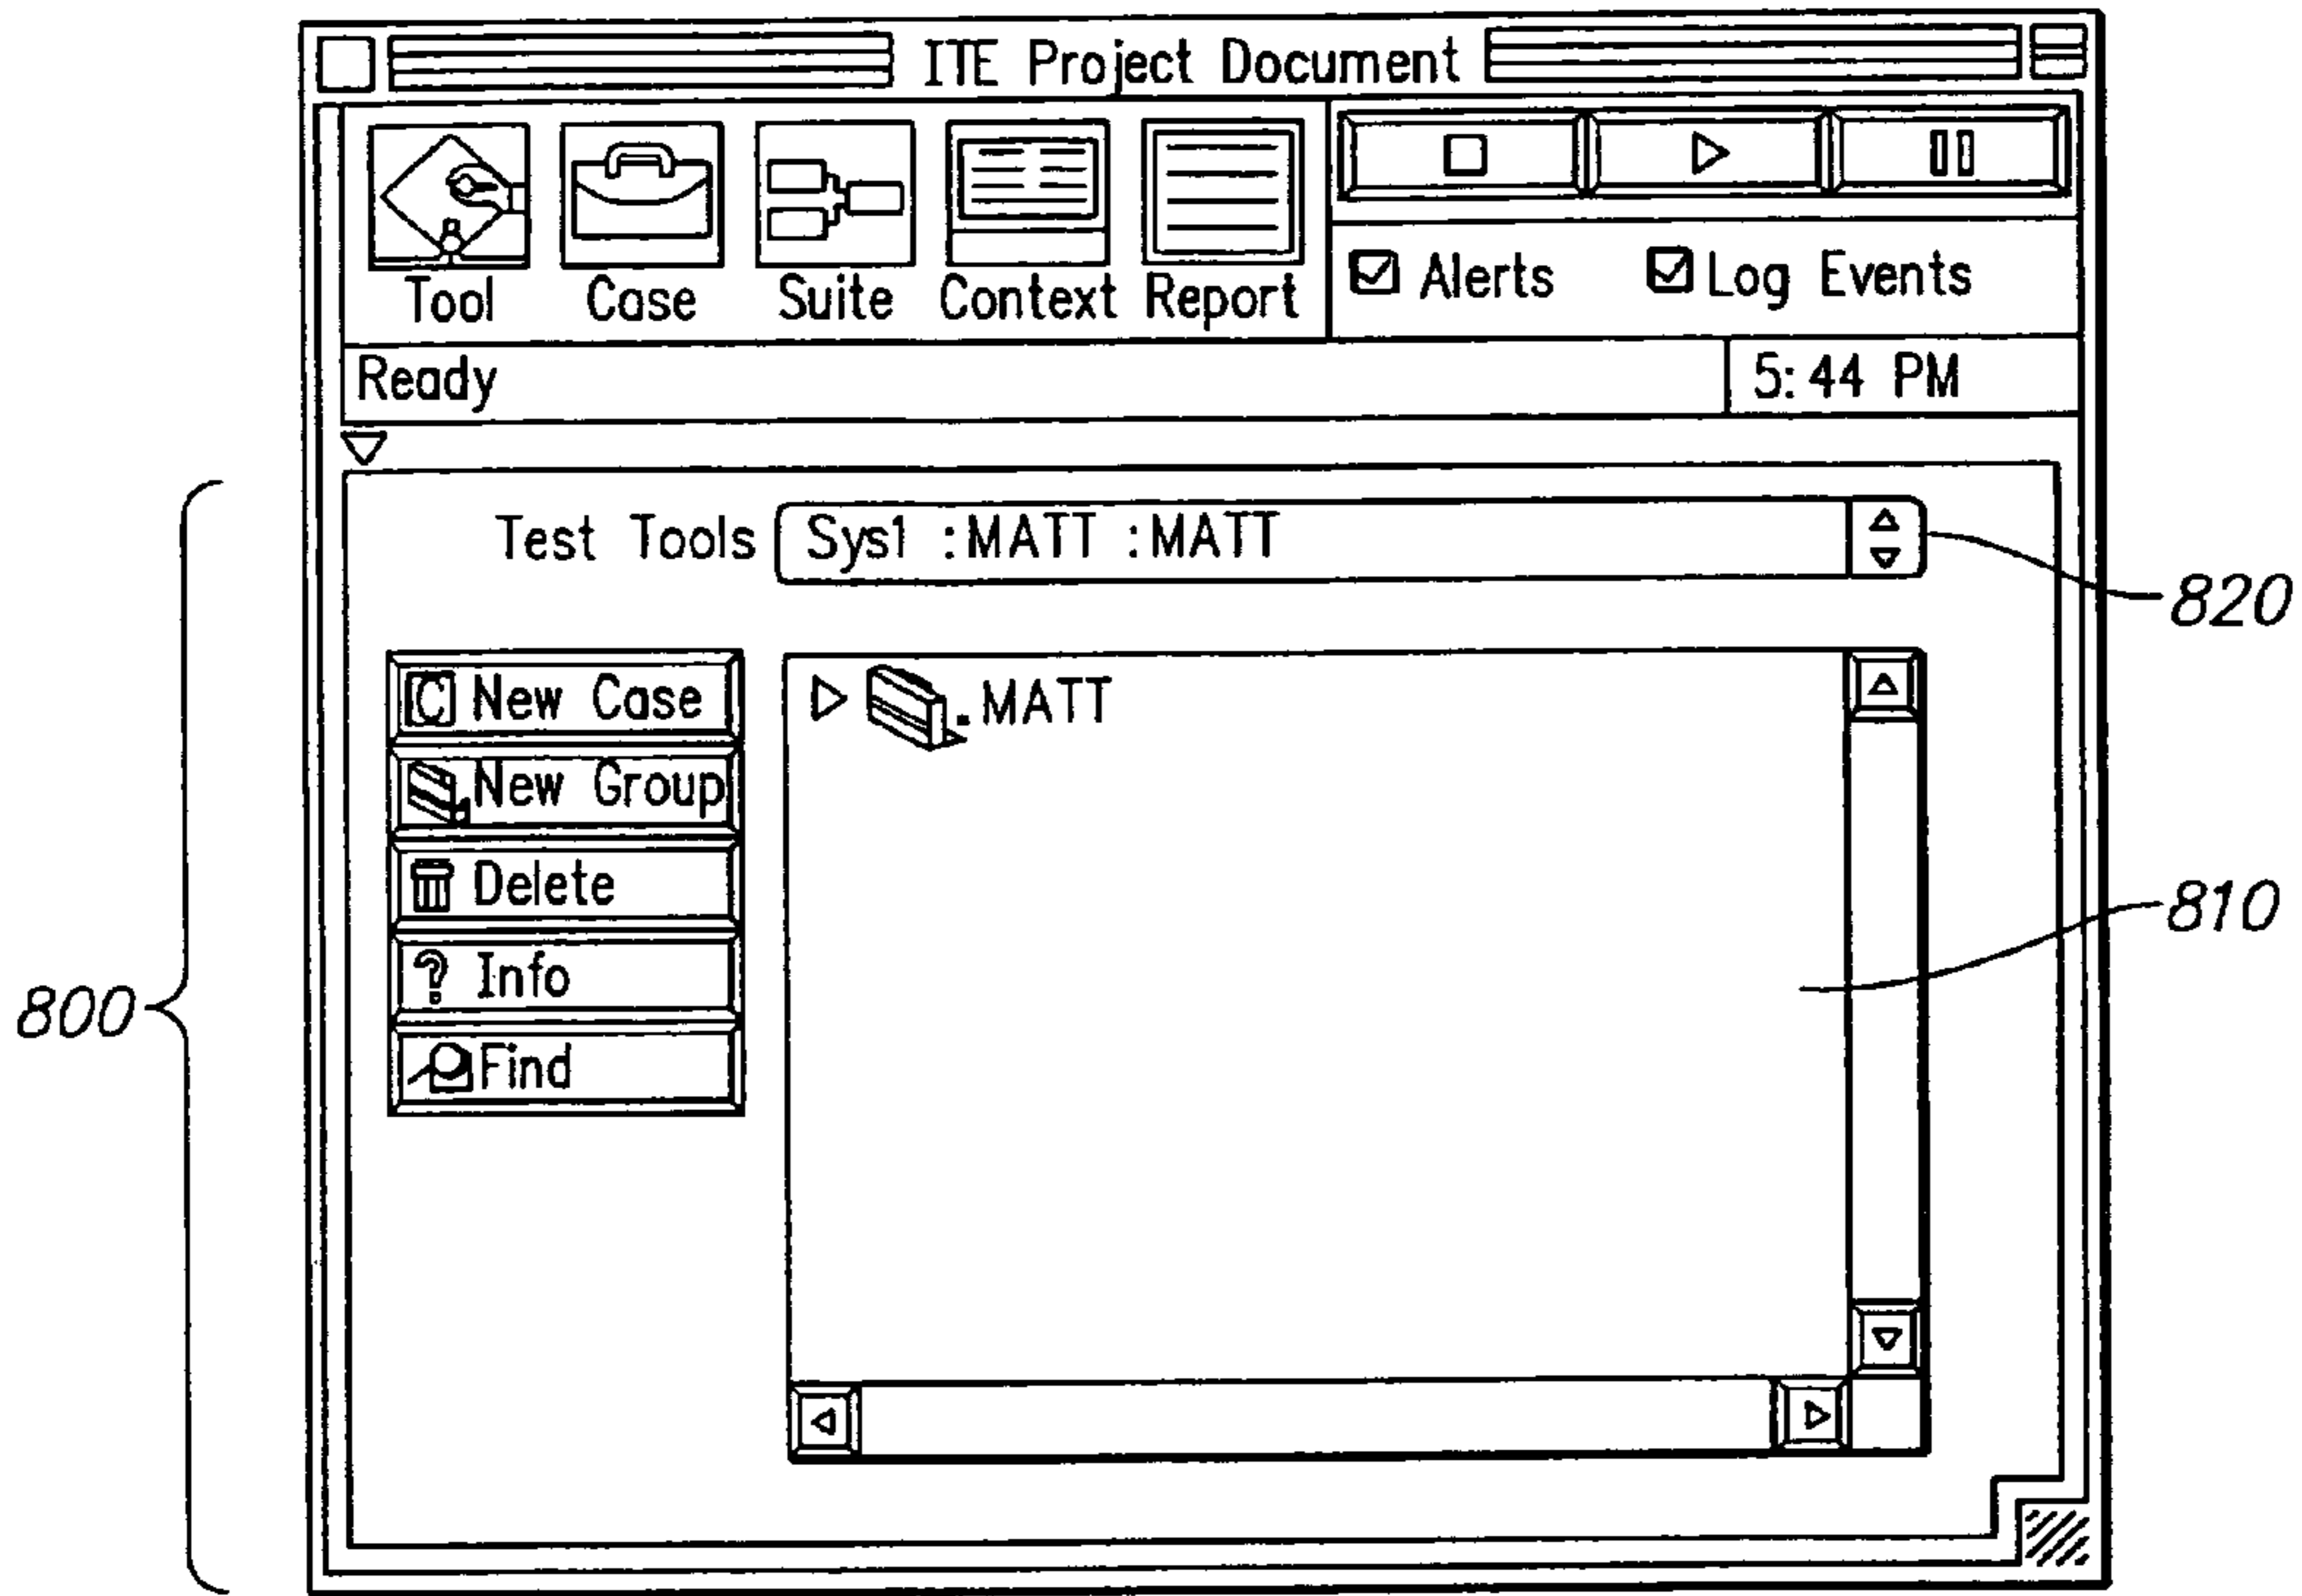 ITE Project Document
Tool Case Suite Context Report
Alerts Log Events
Ready 5:44 PM
Test Tools Sys1 :MATT :MATT
820
C New Case
.MATT
New Group
Delete
810
? Info
800
Find